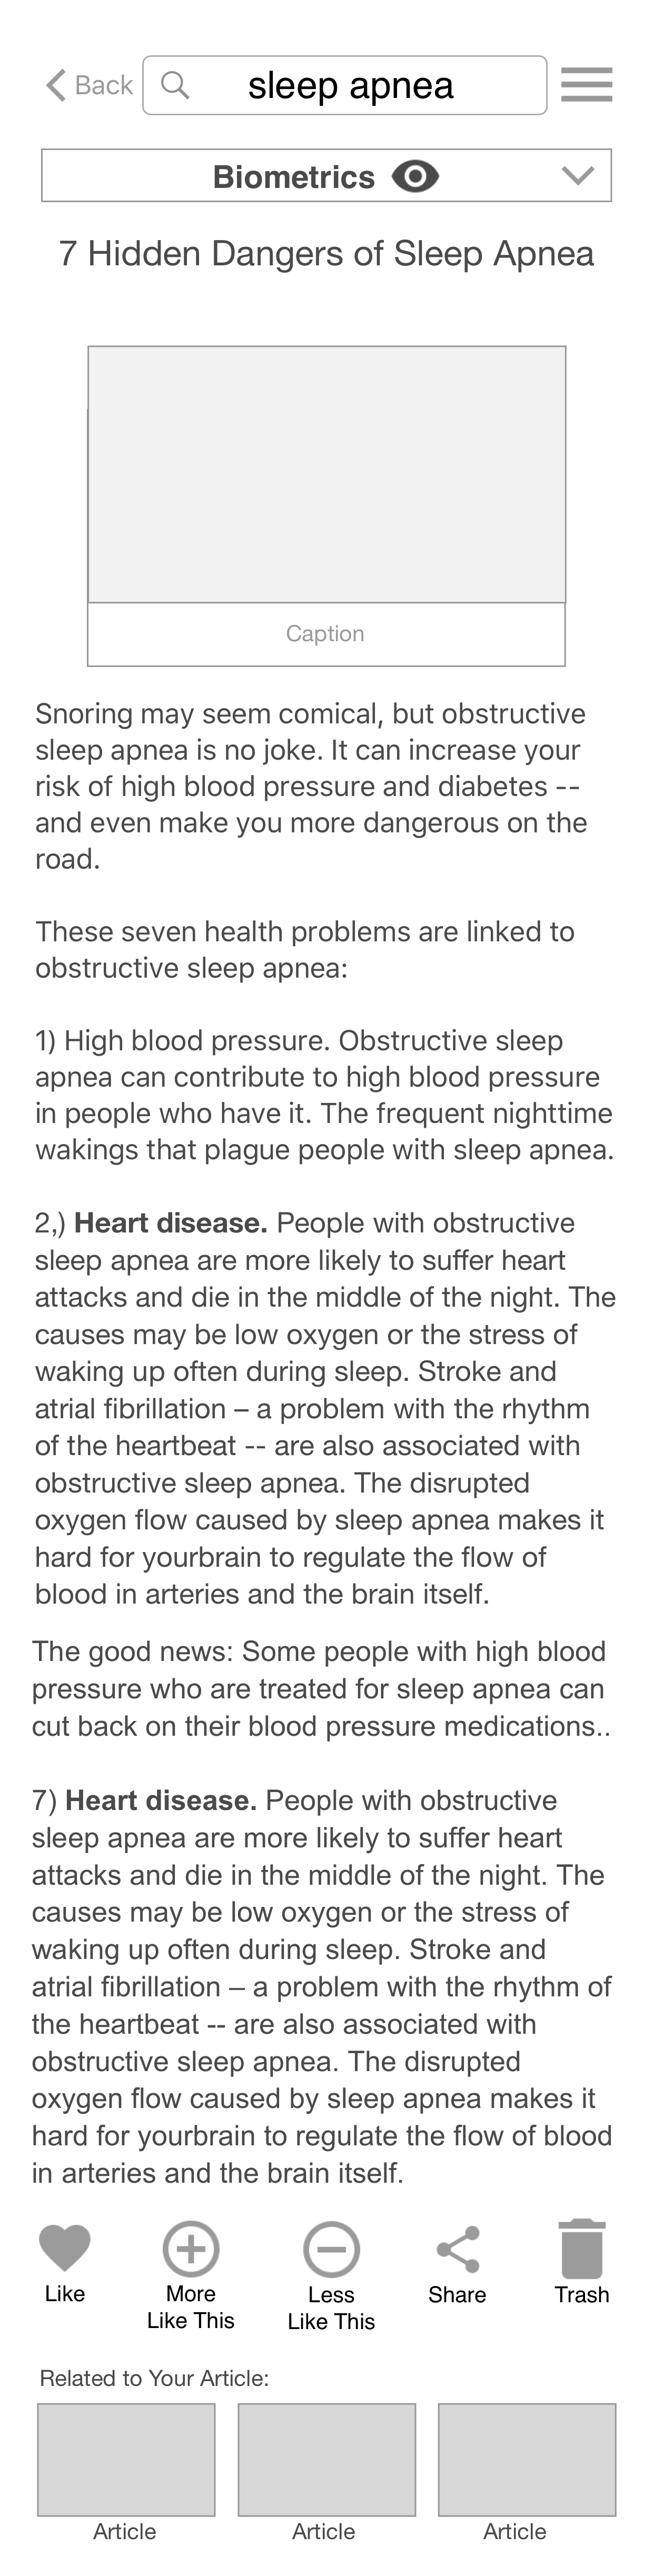 Back
sleep apnea
Biometrics
7 Hidden Dangers of Sleep Apnea
Caption
Snoring may seem comical, but obstructive
sleep apnea is no joke. It can increase your
risk of high blood pressure and diabetes --
and even make you more dangerous on the
road.
These seven health problems are linked to
obstructive sleep apnea:
1) High blood pressure. Obstructive sleep
apnea can contribute to high blood pressure
in people who have it. The frequent nighttime
wakings that plague people with sleep apnea.
2,) Heart disease. People with obstructive
sleep apnea are more likely to suffer heart
attacks and die in the middle of the night. The
causes may be low oxygen or the stress of
waking up often during sleep. Stroke and
atrial fibrillation – a problem with the rhythm
of the heartbeat -- are also associated with
obstructive sleep apnea. The disrupted
oxygen flow caused by sleep apnea makes it
hard for yourbrain to regulate the flow of
blood in arteries and the brain itself.
The good news: Some people with high blood
pressure who are treated for sleep apnea can
cut back on their blood pressure medications..
7) Heart disease. People with obstructive
sleep apnea are more likely to suffer heart
attacks and die in the middle of the night. The
causes may be low oxygen or the stress of
waking up often during sleep. Stroke and
atrial fibrillation – a problem with the rhythm of
the heartbeat -- are also associated with
obstructive sleep apnea. The disrupted
oxygen flow caused by sleep apnea makes it
hard for yourbrain to regulate the flow of blood
in arteries and the brain itself.
Like
More
Like This
Less
Like This
Share
Trash
Related to Your Article:
Article
Article
Article